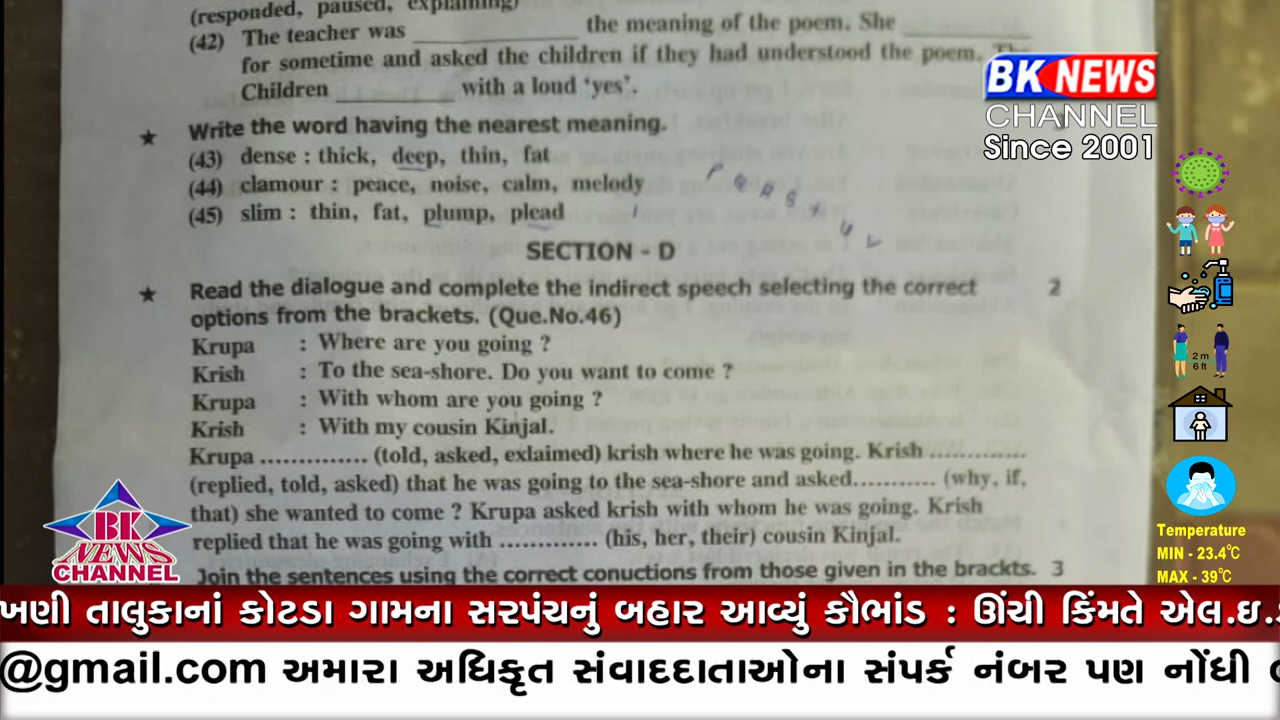 (responded, paused, explaining)
(42) The teacher was ____________ the meaning of the poem. She ____________
for sometime and asked the children if they had understood the poem. The
Children ____________ with a loud ‘yes’.
★ Write the word having the nearest meaning.
(43) dense : thick, deep, thin, fat
(44) clamour : peace, noise, calm, melody
(45) slim : thin, fat, plump, plead
SECTION - D
★ Read the dialogue and complete the indirect speech selecting the correct 2
options from the brackets. (Que.No.46)
Krupa : Where are you going ?
Krish : To the sea-shore. Do you want to come ?
Krupa : With whom are you going ?
Krish : With my cousin Kinjal.
Krupa .............. (told, asked, exlaimed) krish where he was going. Krish .............
(replied, told, asked) that he was going to the sea-shore and asked........... (why, if,
that) she wanted to come ? Krupa asked krish with whom he was going. Krish
replied that he was going with ............. (his, her, their) cousin Kinjal.
Join the sentences using the correct conuctions from those given in the brackts. 3
BK NEWS
CHANNEL
Since 2001
2 m
6 ft
Temperature
MIN - 23.4℃
MAX - 39℃
BK
NEWS
CHANNEL
ખણી તાલુકાનાં કોટડા ગામના સરપંચનું બહાર આવ્યું કૌભાંડ : ઊંચી કિંમતે એલ.ઇ.
@gmail.com અમારા અધિકૃત સંવાદદાતાઓના સંપર્ક નંબર પણ નોંધી